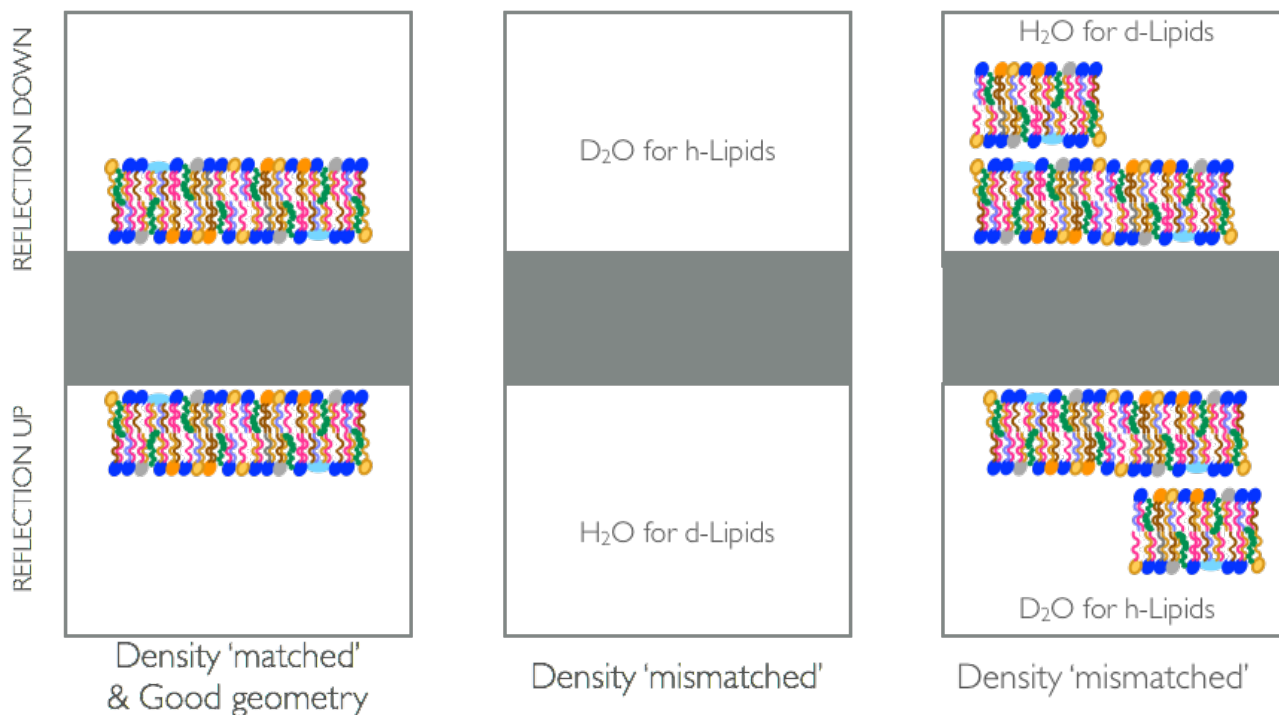 REFLECTION DOWN
REFLECTION UP
D₂O for h-Lipids
H₂O for d-Lipids
H₂O for d-Lipids
D₂O for h-Lipids
Density ‘matched’
& Good geometry
Density ‘mismatched’
Density ‘mismatched’